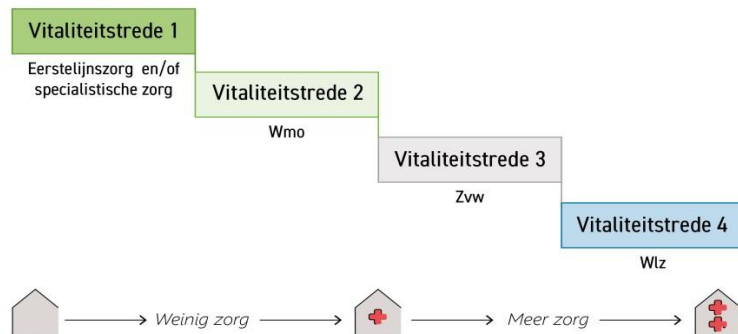 Vitaliteitstrede 1
Eerstelijnszorg en/of
specialistische zorg
Vitaliteitstrede 2
Wmo
Vitaliteitstrede 3
Zvw
Vitaliteitstrede 4
Wlz
Weinig zorg
Meer zorg